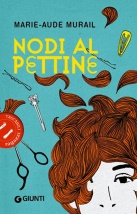 MARIE-AUDE MURAIL
NODI AL
PETTINE
GIUNTI